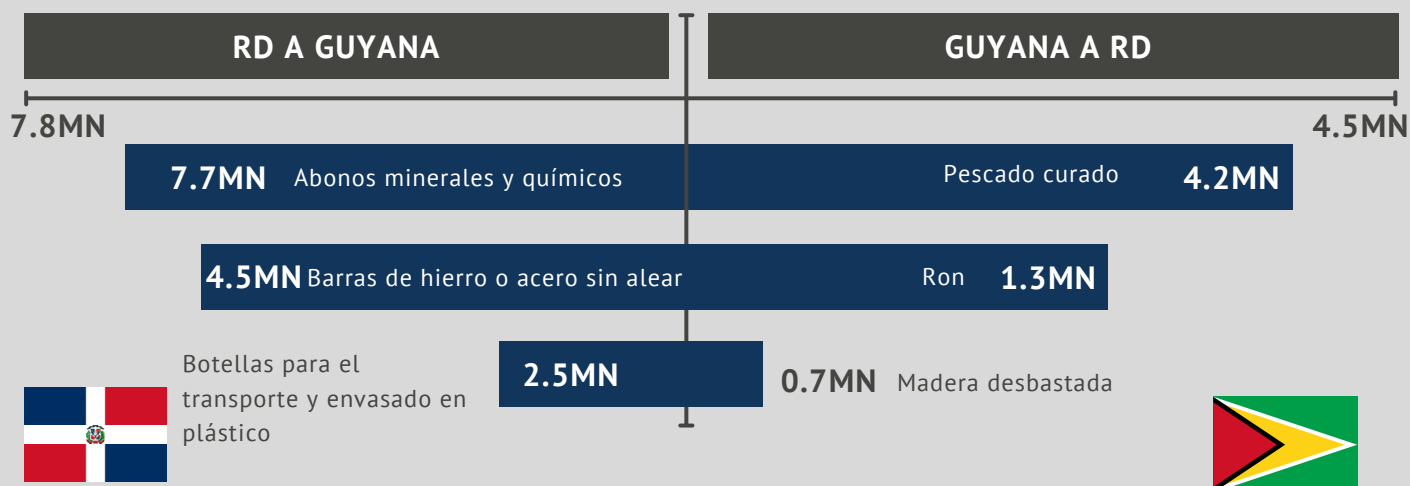 RD A GUYANA
GUYANA A RD
7.8MN
4.5MN
7.7MN Abonos minerales y químicos
Pescado curado 4.2MN
4.5MN Barras de hierro o acero sin alear
Ron 1.3MN
Botellas para el
transporte y envasado en
plástico
2.5MN
0.7MN Madera desbastada